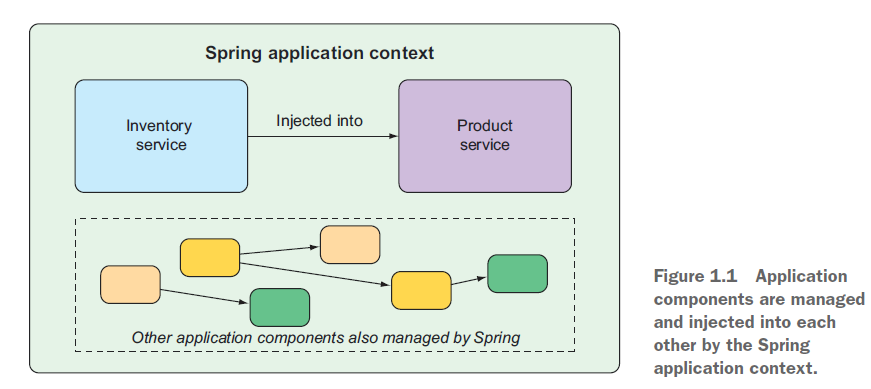 Spring application context
Inventory
service
Injected into
Product
service
Other application components also managed by Spring
Figure 1.1 Application
components are managed
and injected into each
other by the Spring
application context.